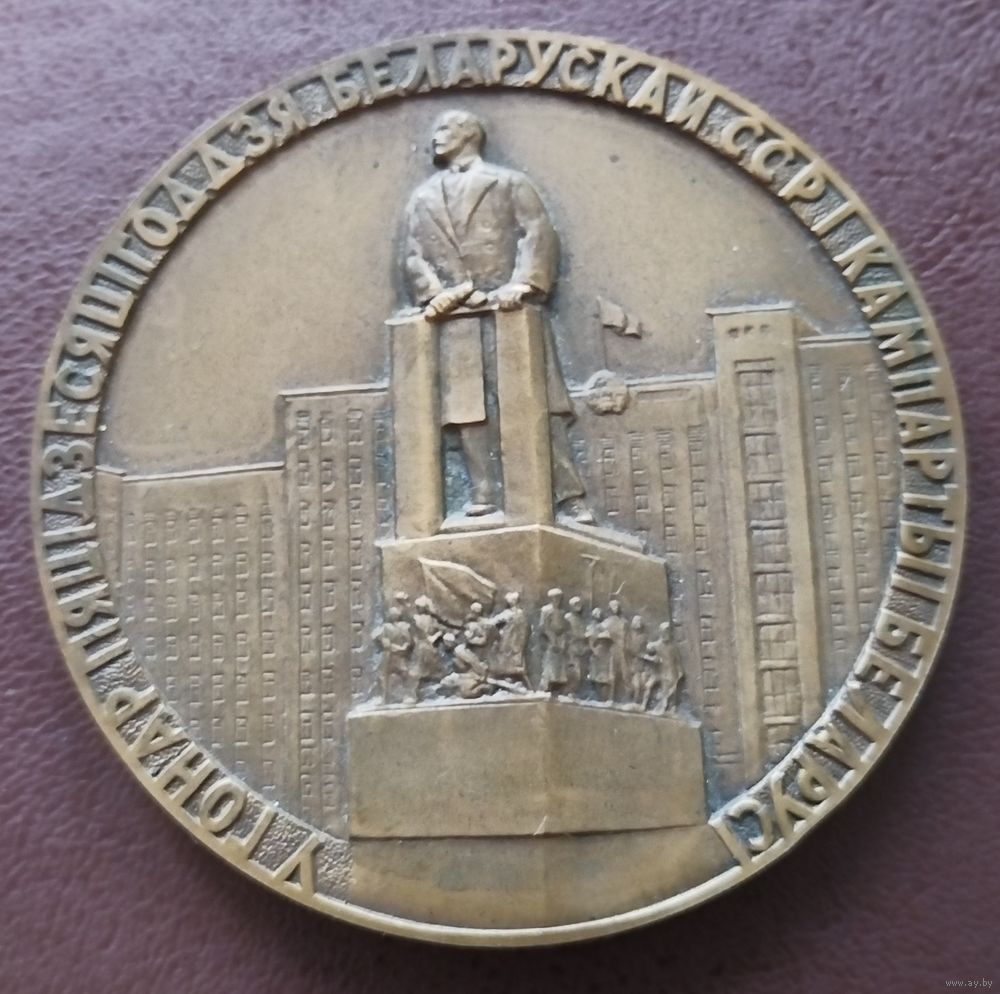 У ГОНАР ПЯЦІДЗЕСЯЦІГОДДЗЯ БЕЛАРУСКАЙ ССР І КАМПАРТЫІ БЕЛАРУСІ
www.ay.by